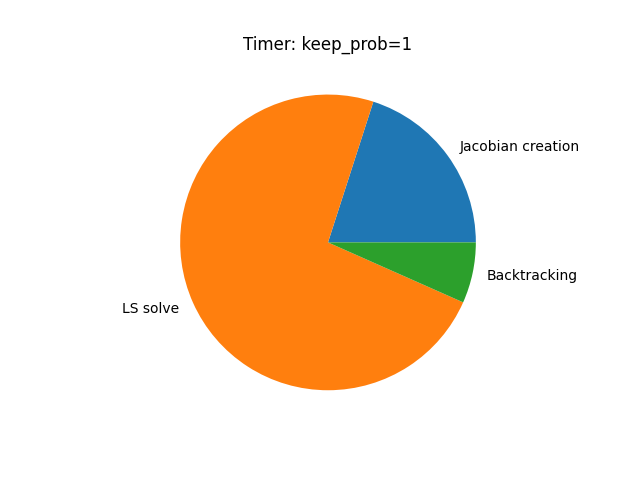 Timer: keep_prob=1
Jacobian creation
Backtracking
LS solve